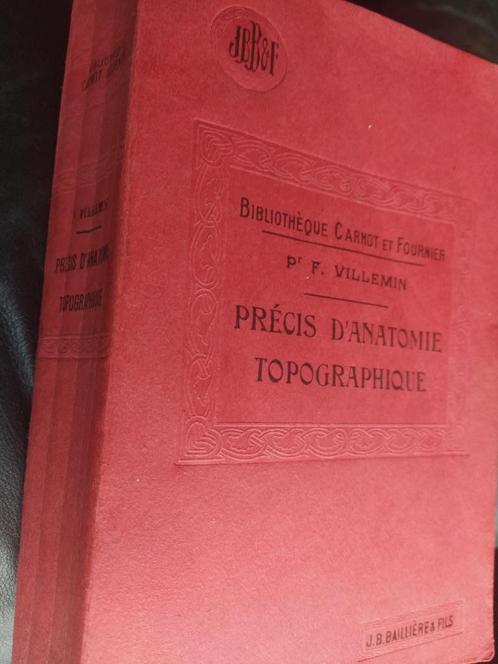 JBB&F
BIBLIOTHÈQUE CARNOT ET FOURNIER
Pr F. VILLEMIN
PRÉCIS D'ANATOMIE
TOPOGRAPHIQUE
J.B.BAILLIÈRE & FILS
VILLEMIN
PRÉCIS D'ANATOMIE
TOPOGRAPHIQUE